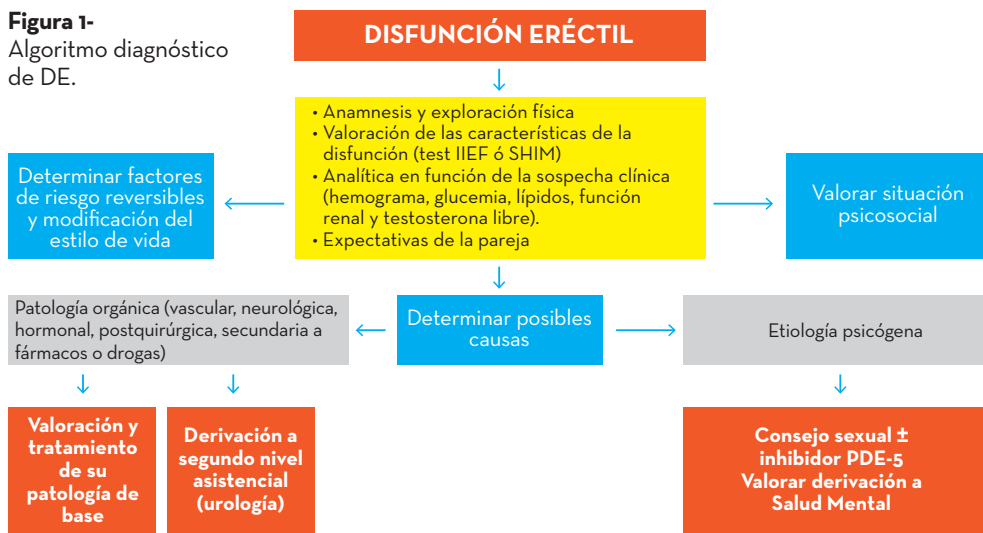 Figura 1-
Algoritmo diagnóstico
de DE.
DISFUNCIÓN ERÉCTIL
• Anamnesis y exploración física
• Valoración de las características de la
disfunción (test IIEF ó SHIM)
• Analítica en función de la sospecha clínica
(hemograma, glucemia, lípidos, función
renal y testosterona libre).
• Expectativas de la pareja
Determinar factores
de riesgo reversibles
y modificación del
estilo de vida
Valorar situación
psicosocial
Patología orgánica (vascular, neurológica,
hormonal, postquirúrgica, secundaria a
fármacos o drogas)
Determinar posibles
causas
Etiología psicógena
Valoración y
tratamiento
de su
patología de
base
Derivación a
segundo nivel
asistencial
(urología)
Consejo sexual ±
inhibidor PDE-5
Valorar derivación a
Salud Mental